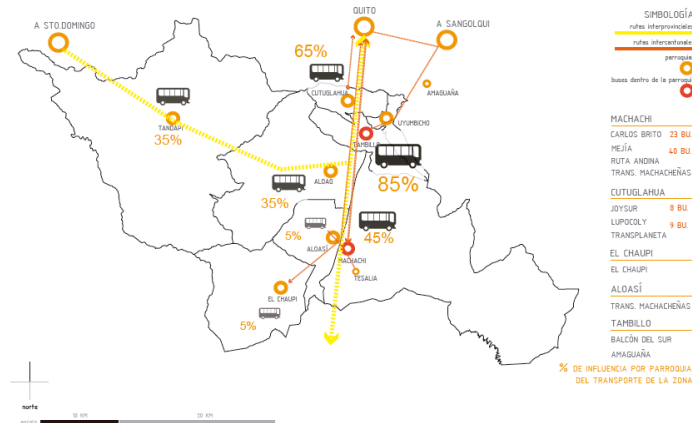 QUITO
A STO.DOMINGO
A SANGOLQUI
65%
CUTUGLAHUA
AMAGUAÑA
TANDAPI
35%
UYUMBICHO
TAMBILLO
85%
ALOAG
35%
5%
45%
ALOASÍ
MACHACHI
TESALIA
EL CHAUPI
5%
norte
10 KM
20 KM
SIMBOLOGÍA
rutas interprovinciales
rutas intercantonales
parroquia
buses dentro de la parroquia
MACHACHI
CARLOS BRITO 23 BU.
MEJÍA 40 BU.
RUTA ANDINA
TRANS. MACHACHEÑAS
CUTUGLAHUA
JOYSUR 8 BU.
LUPOCOLY 9 BU.
TRANSPLANETA
EL CHAUPI
EL CHAUPI
ALOASÍ
TRANS. MACHACHEÑAS
TAMBILLO
BALCÓN DEL SUR
AMAGUAÑA
% DE INFLUENCIA POR PARROQUIA
DEL TRANSPORTE DE LA ZONA